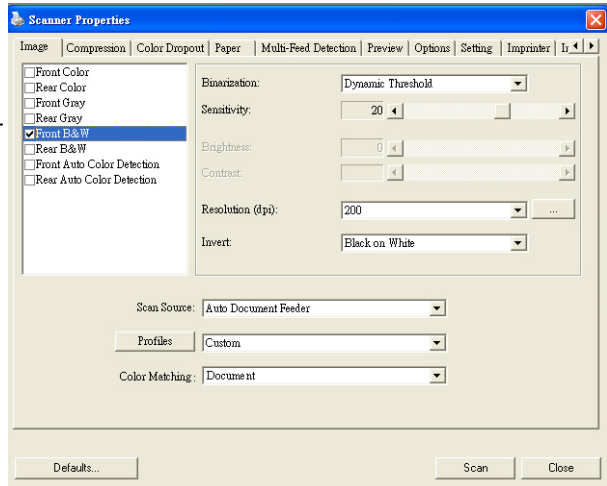 Scanner Properties
Image Compression Color Dropout Paper Multi-Feed Detection Preview Options Setting Imprinter
Front Color
Rear Color
Front Gray
Rear Gray
Front B&W
Rear B&W
Front Auto Color Detection
Rear Auto Color Detection
Binarization: Dynamic Threshold
Sensitivity: 20
Brightness: 0
Contrast:
Resolution (dpi): 200 ...
Invert: Black on White
Scan Source: Auto Document Feeder
Profiles Custom
Color Matching: Document
Defaults... Scan Close